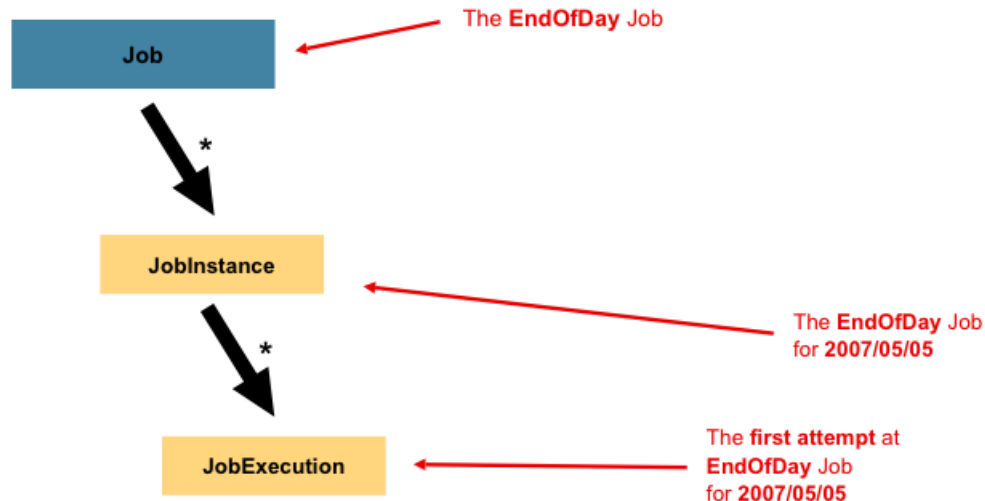 The EndOfDay Job
Job
*
JobInstance
The EndOfDay Job
for 2007/05/05
*
The first attempt at
EndOfDay Job
for 2007/05/05
JobExecution